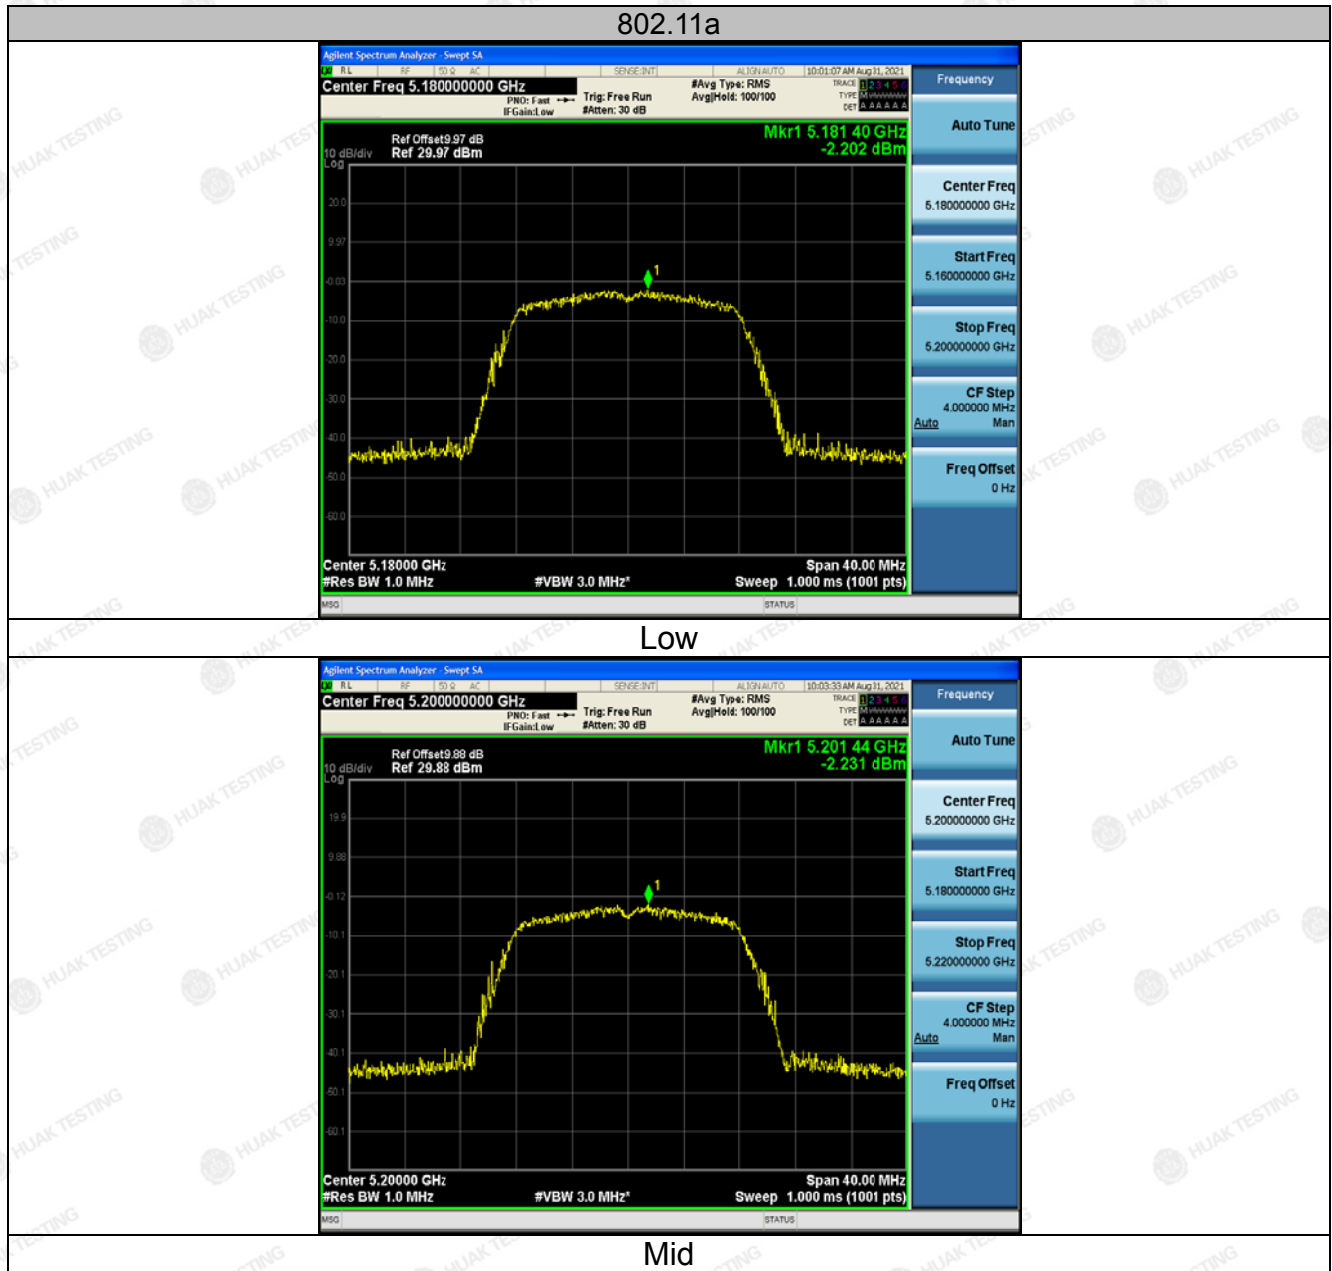 802.11a
Agilent Spectrum Analyzer - Swept SA
RL RF 50 Ω AC SENSE:INT ALIGN AUTO 10:01:07 AM Aug 31, 2021
Center Freq 5.180000000 GHz
PNO: Fast
IFGain:Low
Trig: Free Run
#Atten: 30 dB
#Avg Type: RMS
Avg|Hold: 100/100
TRACE 1 2 3 4 5 6
TYPE M
DET A A A A A A
Ref Offset 9.97 dB
10 dB/div Ref 29.97 dBm
Log
Mkr1 5.181 40 GHz
-2.202 dBm
20.0
9.97
-0.03
-10.0
-20.0
-30.0
-40.0
-50.0
-60.0
1
Center 5.18000 GHz
#Res BW 1.0 MHz
#VBW 3.0 MHz*
Span 40.00 MHz
Sweep 1.000 ms (1001 pts)
MSG
STATUS
Frequency
Auto Tune
Center Freq
5.180000000 GHz
Start Freq
5.160000000 GHz
Stop Freq
5.200000000 GHz
CF Step
4.000000 MHz
Auto Man
Freq Offset
0 Hz
Low
Agilent Spectrum Analyzer - Swept SA
RL RF 50 Ω AC SENSE:INT ALIGN AUTO 10:03:33 AM Aug 31, 2021
Center Freq 5.200000000 GHz
PNO: Fast
IFGain:Low
Trig: Free Run
#Atten: 30 dB
#Avg Type: RMS
Avg|Hold: 100/100
TRACE 1 2 3 4 5 6
TYPE M
DET A A A A A A
Ref Offset 9.88 dB
10 dB/div Ref 29.88 dBm
Log
Mkr1 5.201 44 GHz
-2.231 dBm
19.9
9.88
-0.12
-10.1
-20.1
-30.1
-40.1
-50.1
-60.1
1
Center 5.20000 GHz
#Res BW 1.0 MHz
#VBW 3.0 MHz*
Span 40.00 MHz
Sweep 1.000 ms (1001 pts)
MSG
STATUS
Frequency
Auto Tune
Center Freq
5.200000000 GHz
Start Freq
5.180000000 GHz
Stop Freq
5.220000000 GHz
CF Step
4.000000 MHz
Auto Man
Freq Offset
0 Hz
Mid
HUAK TESTING